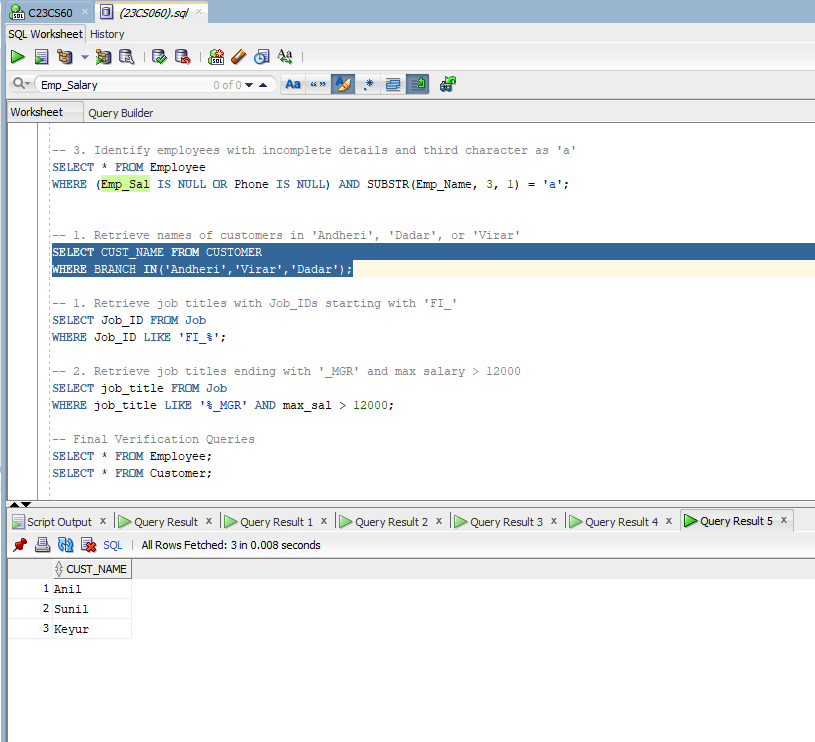 C23CS60 × (23CS060).sql ×
SQL Worksheet History
Emp_Salary 0 of 0 Aa “ ” .*
Worksheet Query Builder
-- 3. Identify employees with incomplete details and third character as 'a'
SELECT * FROM Employee
WHERE (Emp_Sal IS NULL OR Phone IS NULL) AND SUBSTR(Emp_Name, 3, 1) = 'a';
-- 1. Retrieve names of customers in 'Andheri', 'Dadar', or 'Virar'
SELECT CUST_NAME FROM CUSTOMER
WHERE BRANCH IN('Andheri','Virar','Dadar');
-- 1. Retrieve job titles with Job_IDs starting with 'FI_'
SELECT Job_ID FROM Job
WHERE Job_ID LIKE 'FI_%';
-- 2. Retrieve job titles ending with '_MGR' and max salary > 12000
SELECT job_title FROM Job
WHERE job_title LIKE '%_MGR' AND max_sal > 12000;
-- Final Verification Queries
SELECT * FROM Employee;
SELECT * FROM Customer;
Script Output × Query Result × Query Result 1 × Query Result 2 × Query Result 3 × Query Result 4 × Query Result 5 ×
SQL | All Rows Fetched: 3 in 0.008 seconds
CUST_NAME
1 Anil
2 Sunil
3 Keyur